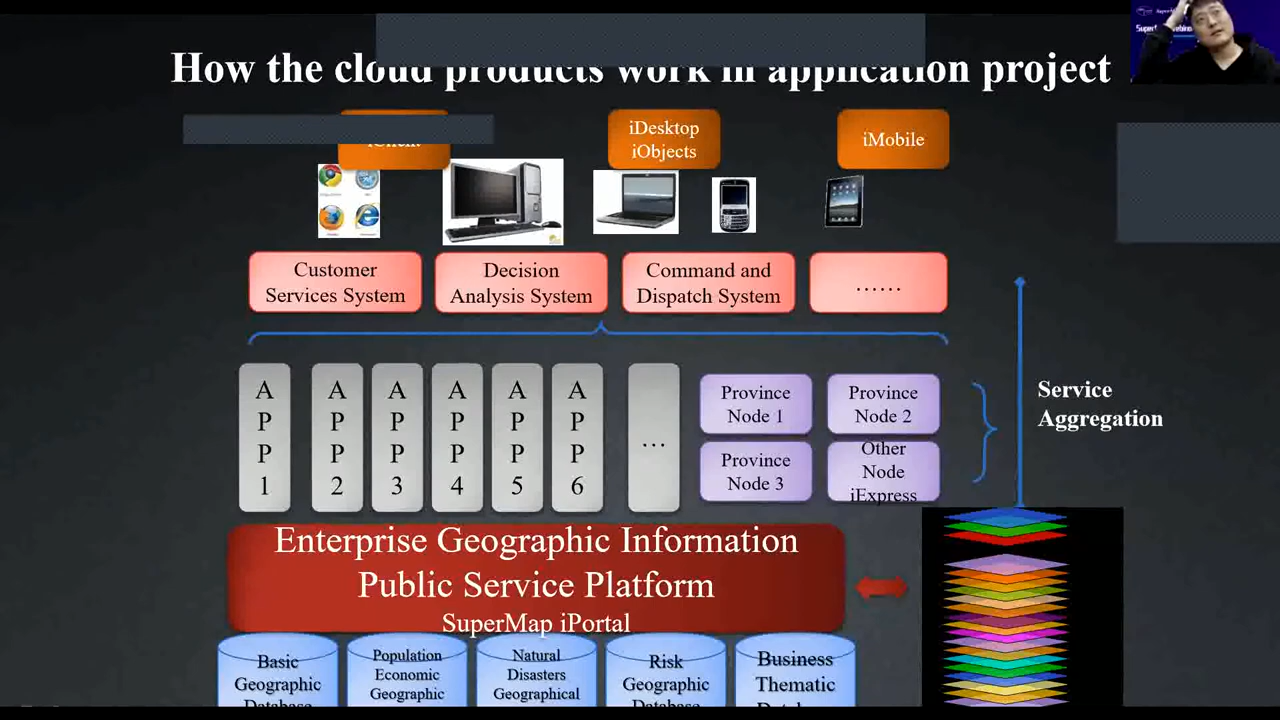 How the cloud products work in application project
iClient
iDesktop
iObjects
iMobile
Customer
Services System
Decision
Analysis System
Command and
Dispatch System
……
A
P
P
1
A
P
P
2
A
P
P
3
A
P
P
4
A
P
P
5
A
P
P
6
…
Province
Node 1
Province
Node 2
Province
Node 3
Other
Node
iExpress
Service
Aggregation
Enterprise Geographic Information
Public Service Platform
SuperMap iPortal
Basic
Geographic
Database
Population
Economic
Geographic
Natural
Disasters
Geographical
Risk
Geographic
Database
Business
Thematic